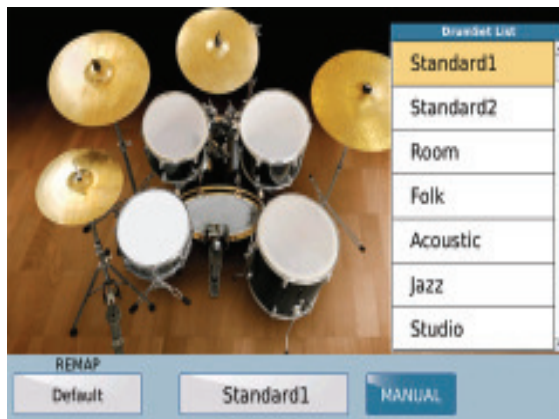 DrumSet List
Standard1
Standard2
Room
Folk
Acoustic
Jazz
Studio
REMAP
Default
Standard1
MANUAL